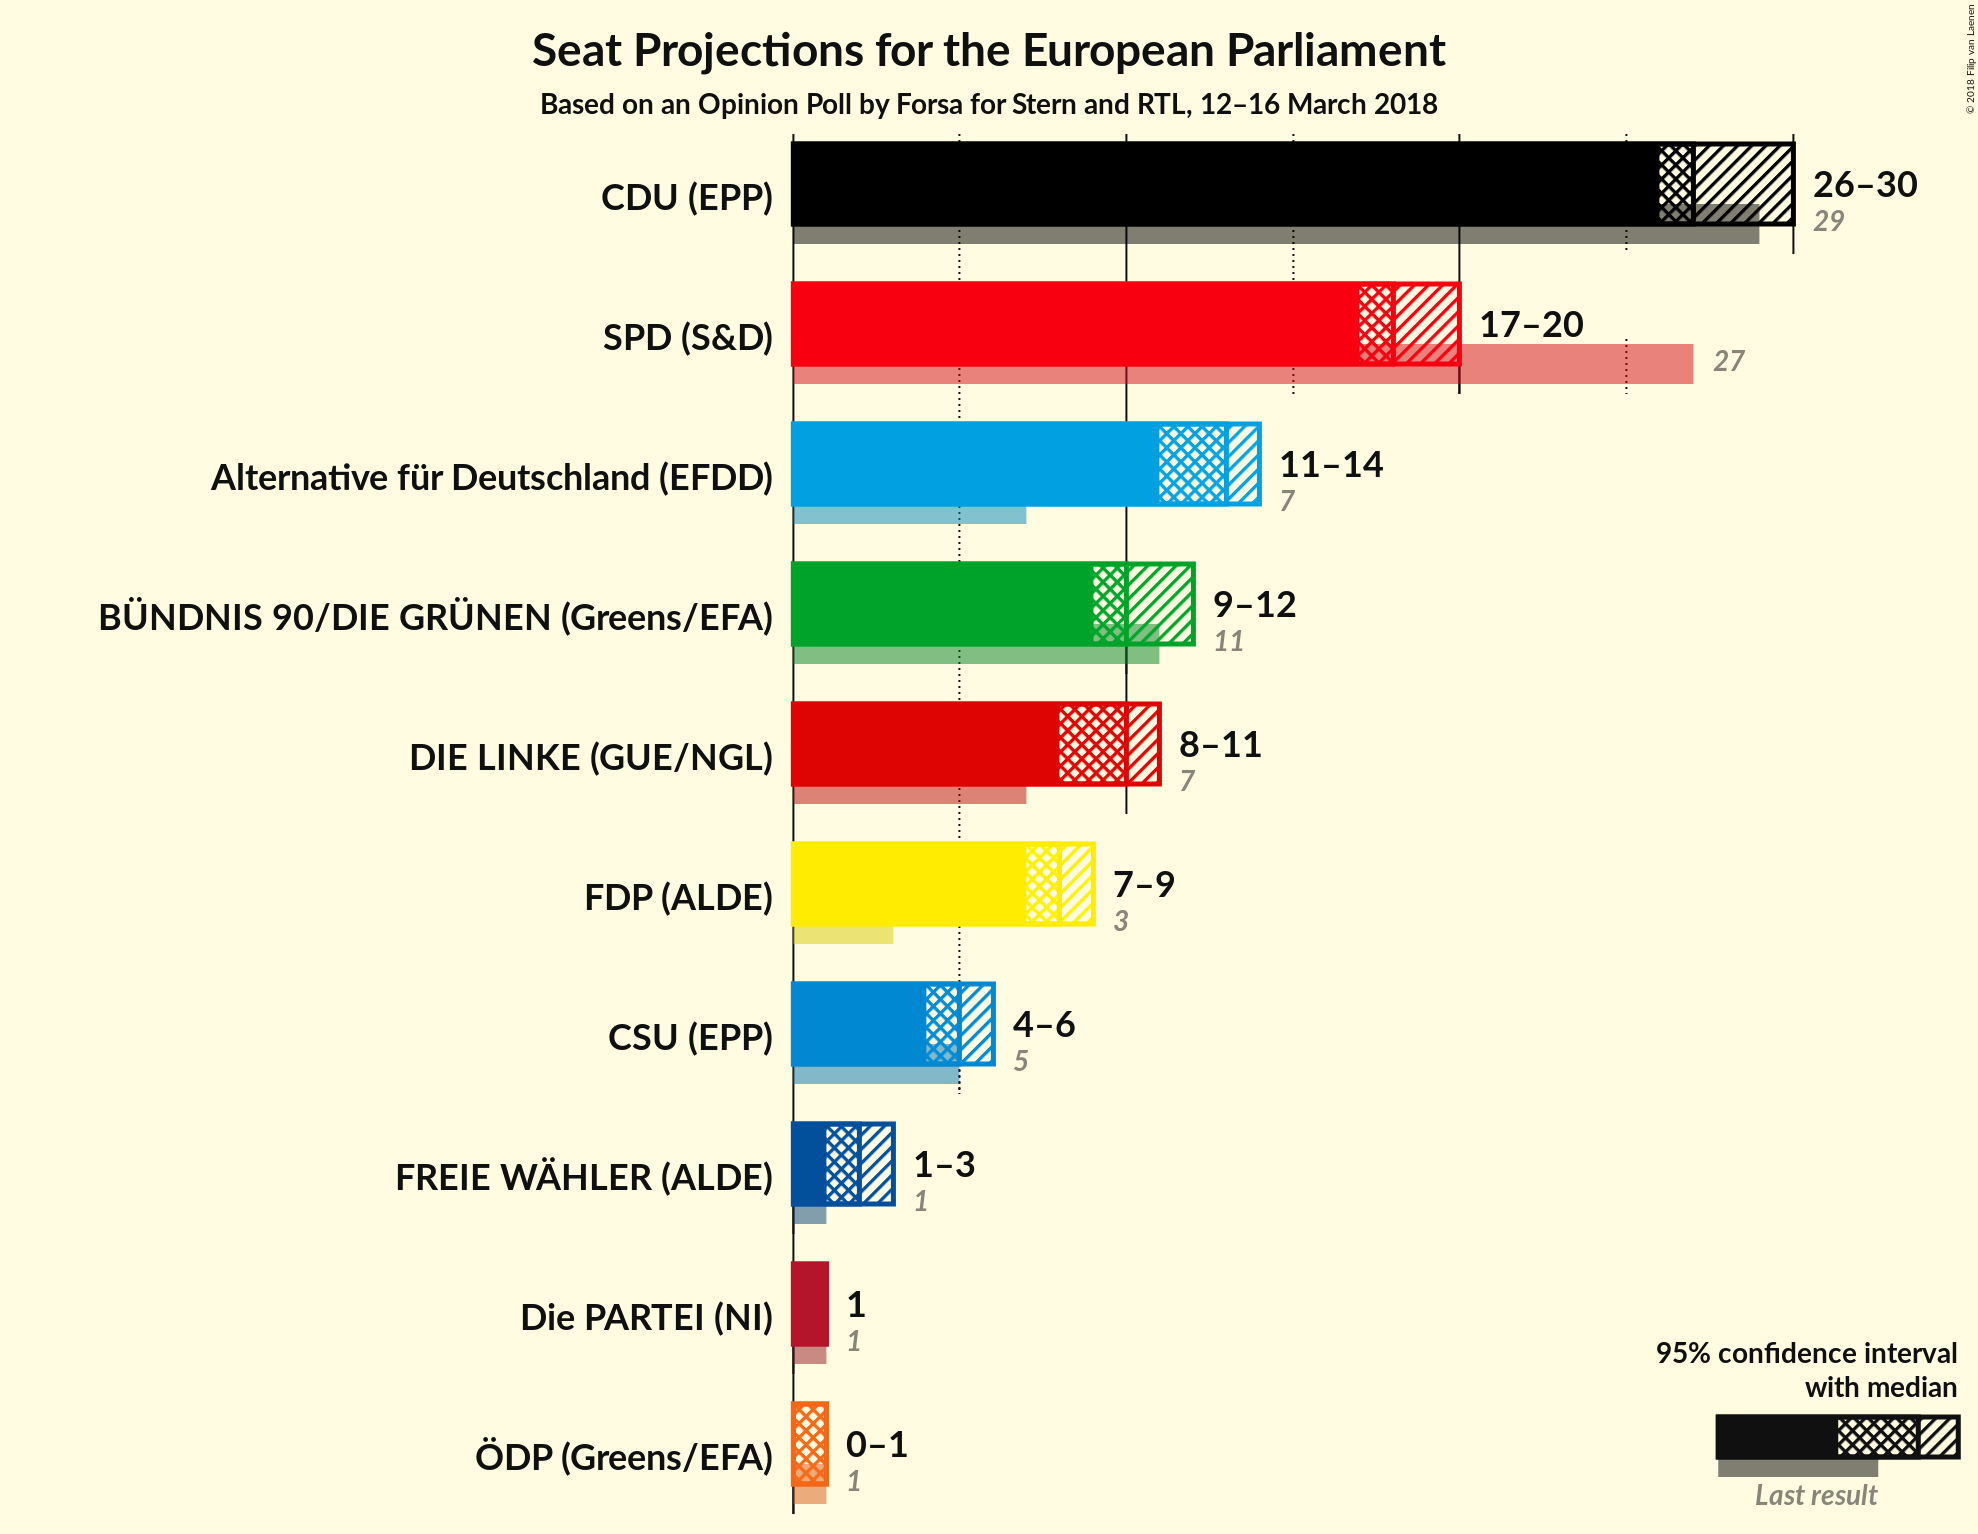 Seat Projections for the European Parliament
Based on an Opinion Poll by Forsa for Stern and RTL, 12–16 March 2018
© 2018 Filip van Laenen
CDU (EPP)
26–30
29
SPD (S&D)
17–20
27
Alternative für Deutschland (EFDD)
11–14
7
BÜNDNIS 90/DIE GRÜNEN (Greens/EFA)
9–12
11
DIE LINKE (GUE/NGL)
8–11
7
FDP (ALDE)
7–9
3
CSU (EPP)
4–6
5
FREIE WÄHLER (ALDE)
1–3
1
Die PARTEI (NI)
1
1
ÖDP (Greens/EFA)
0–1
1
95% confidence interval
with median
Last result